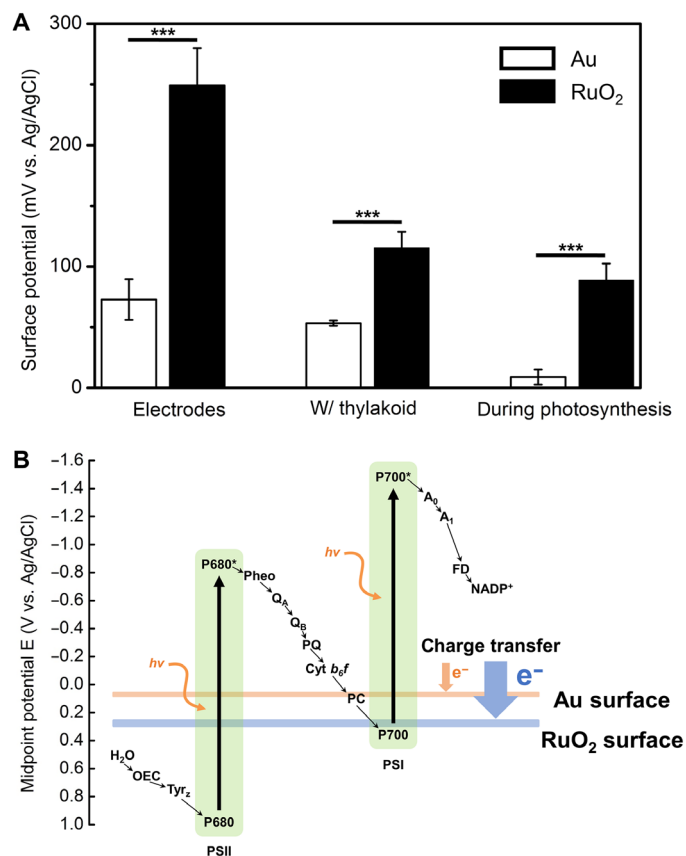 A
Surface potential (mV vs. Ag/AgCl)
300
200
100
0
***
***
***
Au
RuO₂
Electrodes
W/ thylakoid
During photosynthesis
B
Midpoint potential E (V vs. Ag/AgCl)
–1.6
–1.4
–1.2
–1.0
–0.8
–0.6
–0.4
–0.2
0.0
0.2
0.4
0.6
0.8
1.0
P700*
A₀
A₁
hv
P680*
Pheo
FD
NADP⁺
Q_A
Q_B
PQ
Cyt b₆f
hv
Charge transfer
e⁻
e⁻
PC
Au surface
P700
RuO₂ surface
H₂O
OEC
Tyr_z
PSI
P680
PSII